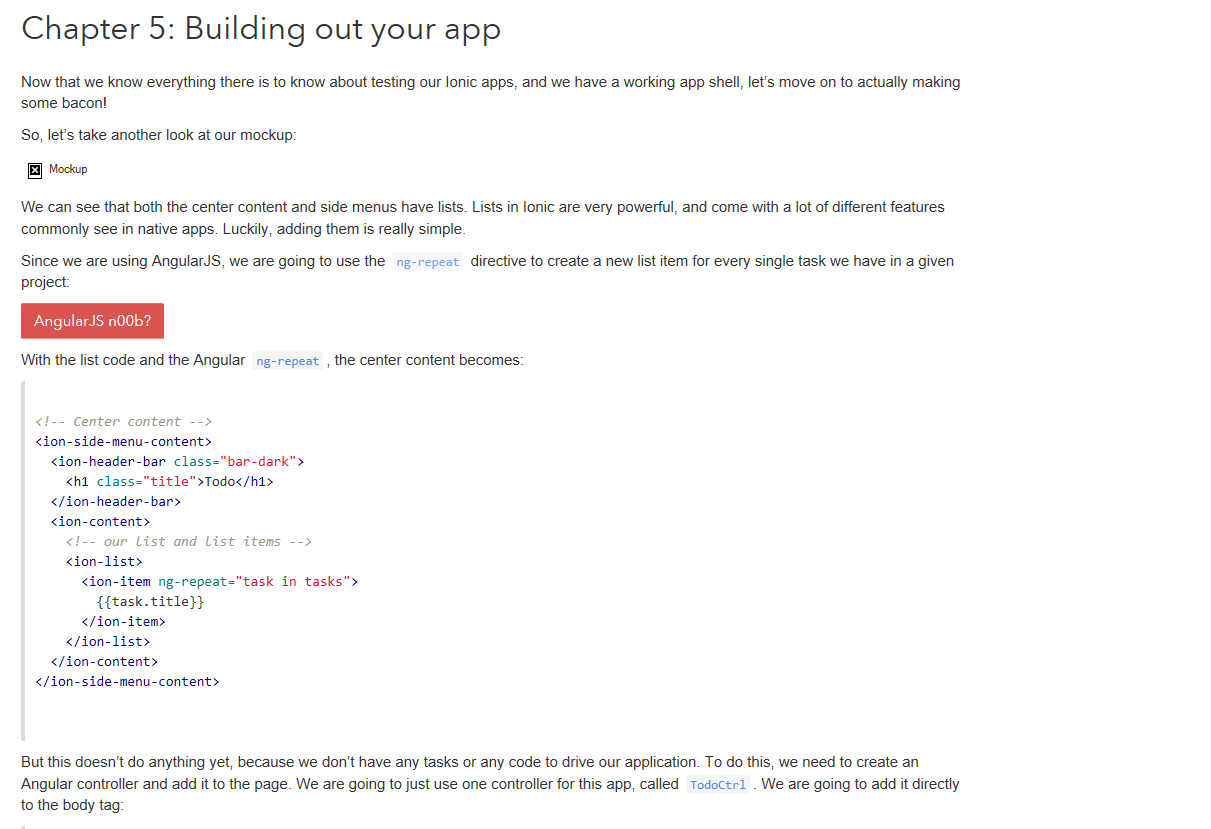 Chapter 5: Building out your app
Now that we know everything there is to know about testing our Ionic apps, and we have a working app shell, let’s move on to actually making
some bacon!
So, let’s take another look at our mockup:
Mockup
We can see that both the center content and side menus have lists. Lists in Ionic are very powerful, and come with a lot of different features
commonly see in native apps. Luckily, adding them is really simple.
Since we are using AngularJS, we are going to use the ng-repeat directive to create a new list item for every single task we have in a given
project:
AngularJS n00b?
With the list code and the Angular ng-repeat , the center content becomes:
<!-- Center content -->
<ion-side-menu-content>
  <ion-header-bar class="bar-dark">
    <h1 class="title">Todo</h1>
  </ion-header-bar>
  <ion-content>
    <!-- our list and list items -->
    <ion-list>
      <ion-item ng-repeat="task in tasks">
        {{task.title}}
      </ion-item>
    </ion-list>
  </ion-content>
</ion-side-menu-content>
But this doesn’t do anything yet, because we don’t have any tasks or any code to drive our application. To do this, we need to create an
Angular controller and add it to the page. We are going to just use one controller for this app, called TodoCtrl . We are going to add it directly
to the body tag: